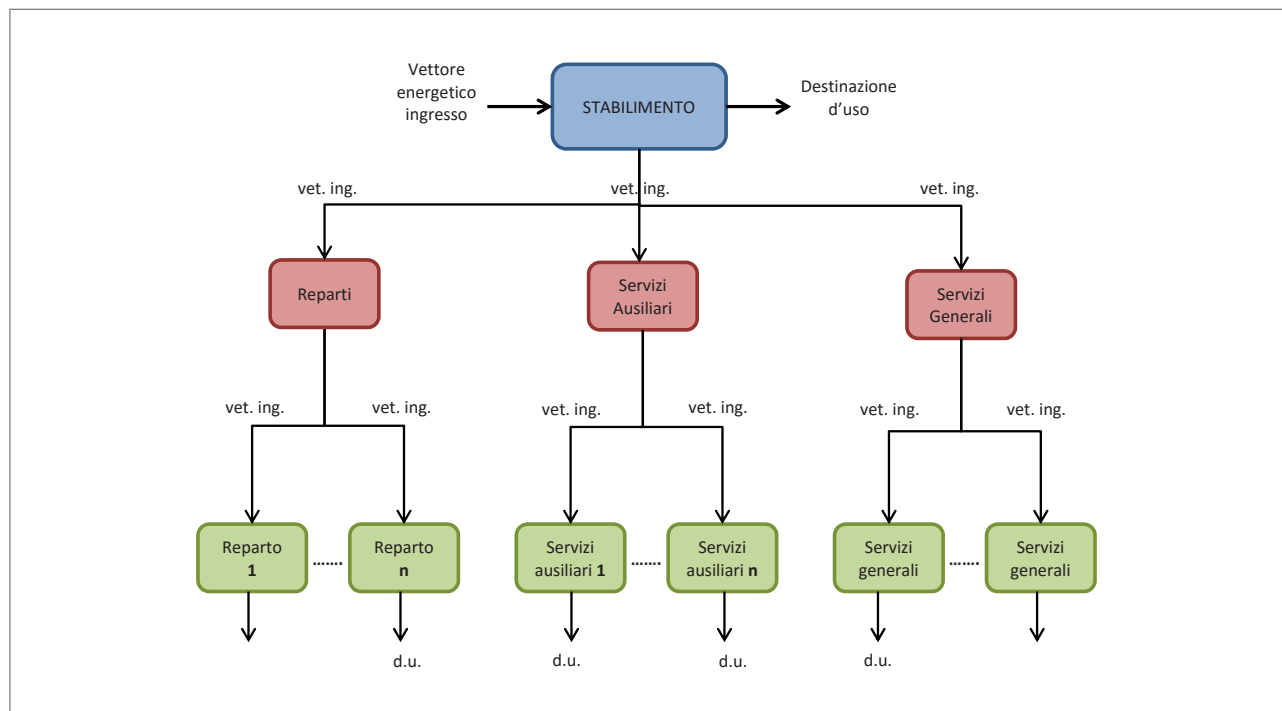 Vettore
energetico
ingresso
STABILIMENTO
Destinazione
d’uso
vet. ing.
vet. ing.
vet. ing.
Reparti
Servizi
Ausiliari
Servizi
Generali
vet. ing.
vet. ing.
vet. ing.
vet. ing.
vet. ing.
vet. ing.
Reparto
1
.......
Reparto
n
Servizi
ausiliari 1
.......
Servizi
ausiliari n
Servizi
generali
.......
Servizi
generali
d.u.
d.u.
d.u.
d.u.